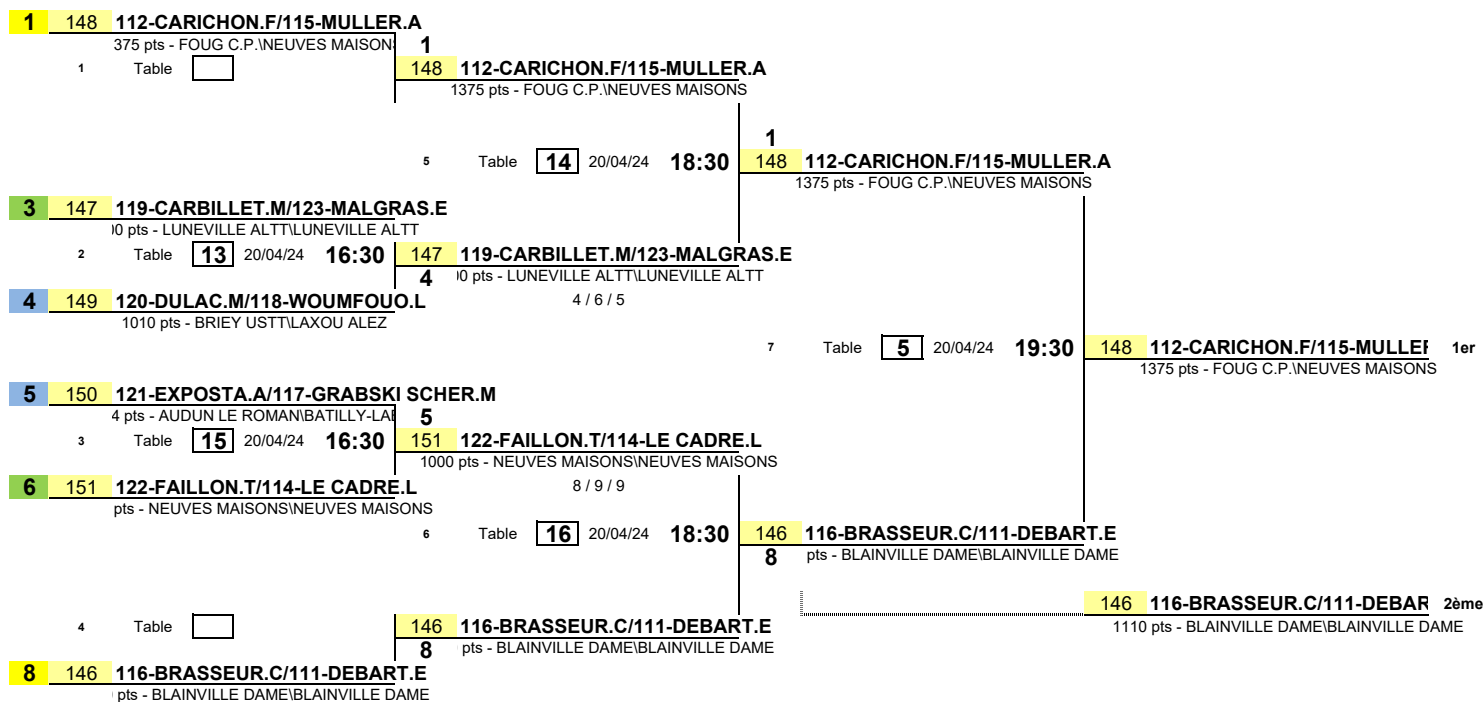 1 148 112-CARICHON.F/115-MULLER.A
375 pts - FOUG C.P.\NEUVES MAISONS 1
1 Table 148 112-CARICHON.F/115-MULLER.A
1375 pts - FOUG C.P.\NEUVES MAISONS
1
5 Table 14 20/04/24 18:30 148 112-CARICHON.F/115-MULLER.A
1375 pts - FOUG C.P.\NEUVES MAISONS
3 147 119-CARBILLET.M/123-MALGRAS.E
00 pts - LUNEVILLE ALTT\LUNEVILLE ALTT
2 Table 13 20/04/24 16:30 147 119-CARBILLET.M/123-MALGRAS.E
4 00 pts - LUNEVILLE ALTT\LUNEVILLE ALTT
4 149 120-DULAC.M/118-WOUMFOUO.L 4 / 6 / 5
1010 pts - BRIEY USTT\LAXOU ALEZ
7 Table 5 20/04/24 19:30 148 112-CARICHON.F/115-MULLER 1er
1375 pts - FOUG C.P.\NEUVES MAISONS
5 150 121-EXPOSTA.A/117-GRABSKI SCHER.M
4 pts - AUDUN LE ROMAN\BATILLY-LAB 5
3 Table 15 20/04/24 16:30 151 122-FAILLON.T/114-LE CADRE.L
1000 pts - NEUVES MAISONS\NEUVES MAISONS
6 151 122-FAILLON.T/114-LE CADRE.L 8 / 9 / 9
pts - NEUVES MAISONS\NEUVES MAISONS
6 Table 16 20/04/24 18:30 146 116-BRASSEUR.C/111-DEBART.E
8 pts - BLAINVILLE DAME\BLAINVILLE DAME
146 116-BRASSEUR.C/111-DEBAR 2ème
1110 pts - BLAINVILLE DAME\BLAINVILLE DAME
4 Table 146 116-BRASSEUR.C/111-DEBART.E
8 pts - BLAINVILLE DAME\BLAINVILLE DAME
8 146 116-BRASSEUR.C/111-DEBART.E
pts - BLAINVILLE DAME\BLAINVILLE DAME